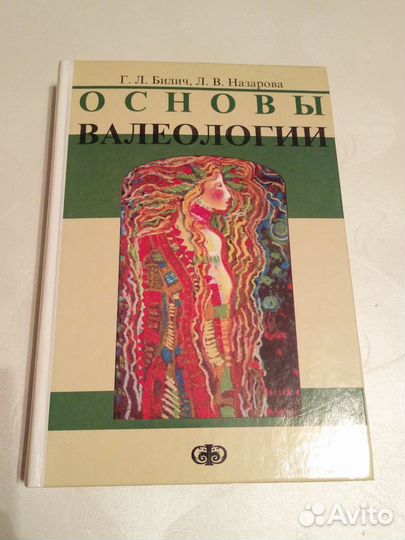 Г. Л. Билич, Л. В. Назарова
ОСНОВЫ
ВАЛЕОЛОГИИ
Avito